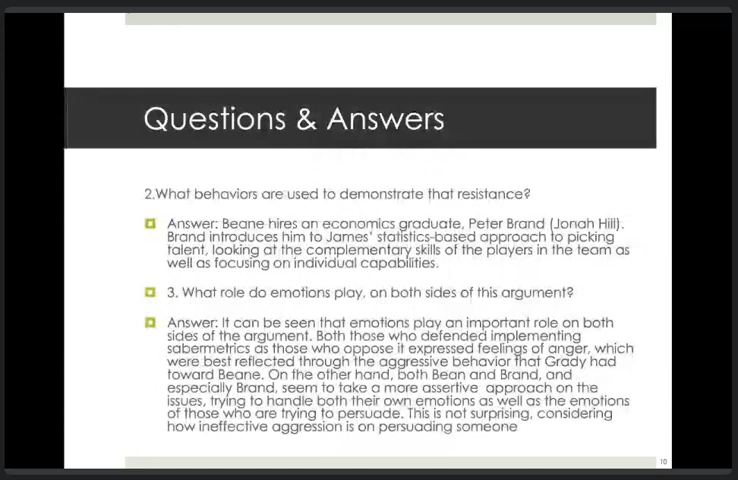 Questions & Answers
2.What behaviors are used to demonstrate that resistance?
Answer: Beane hires an economics graduate, Peter Brand (Jonah Hill).
Brand introduces him to James' statistics-based approach to picking
talent, looking at the complementary skills of the players in the team as
well as focusing on individual capabilities.
3. What role do emotions play, on both sides of this argument?
Answer: It can be seen that emotions play an important role on both
sides of the argument. Both those who defended implementing
sabermetrics as those who oppose it expressed feelings of anger, which
were best reflected through the aggressive behavior that Grady had
toward Beane. On the other hand, both Bean and Brand, and
especially Brand, seem to take a more assertive approach on the
issues, trying to handle both their own emotions as well as the emotions
of those who are trying to persuade. This is not surprising, considering
how ineffective aggression is on persuading someone
10